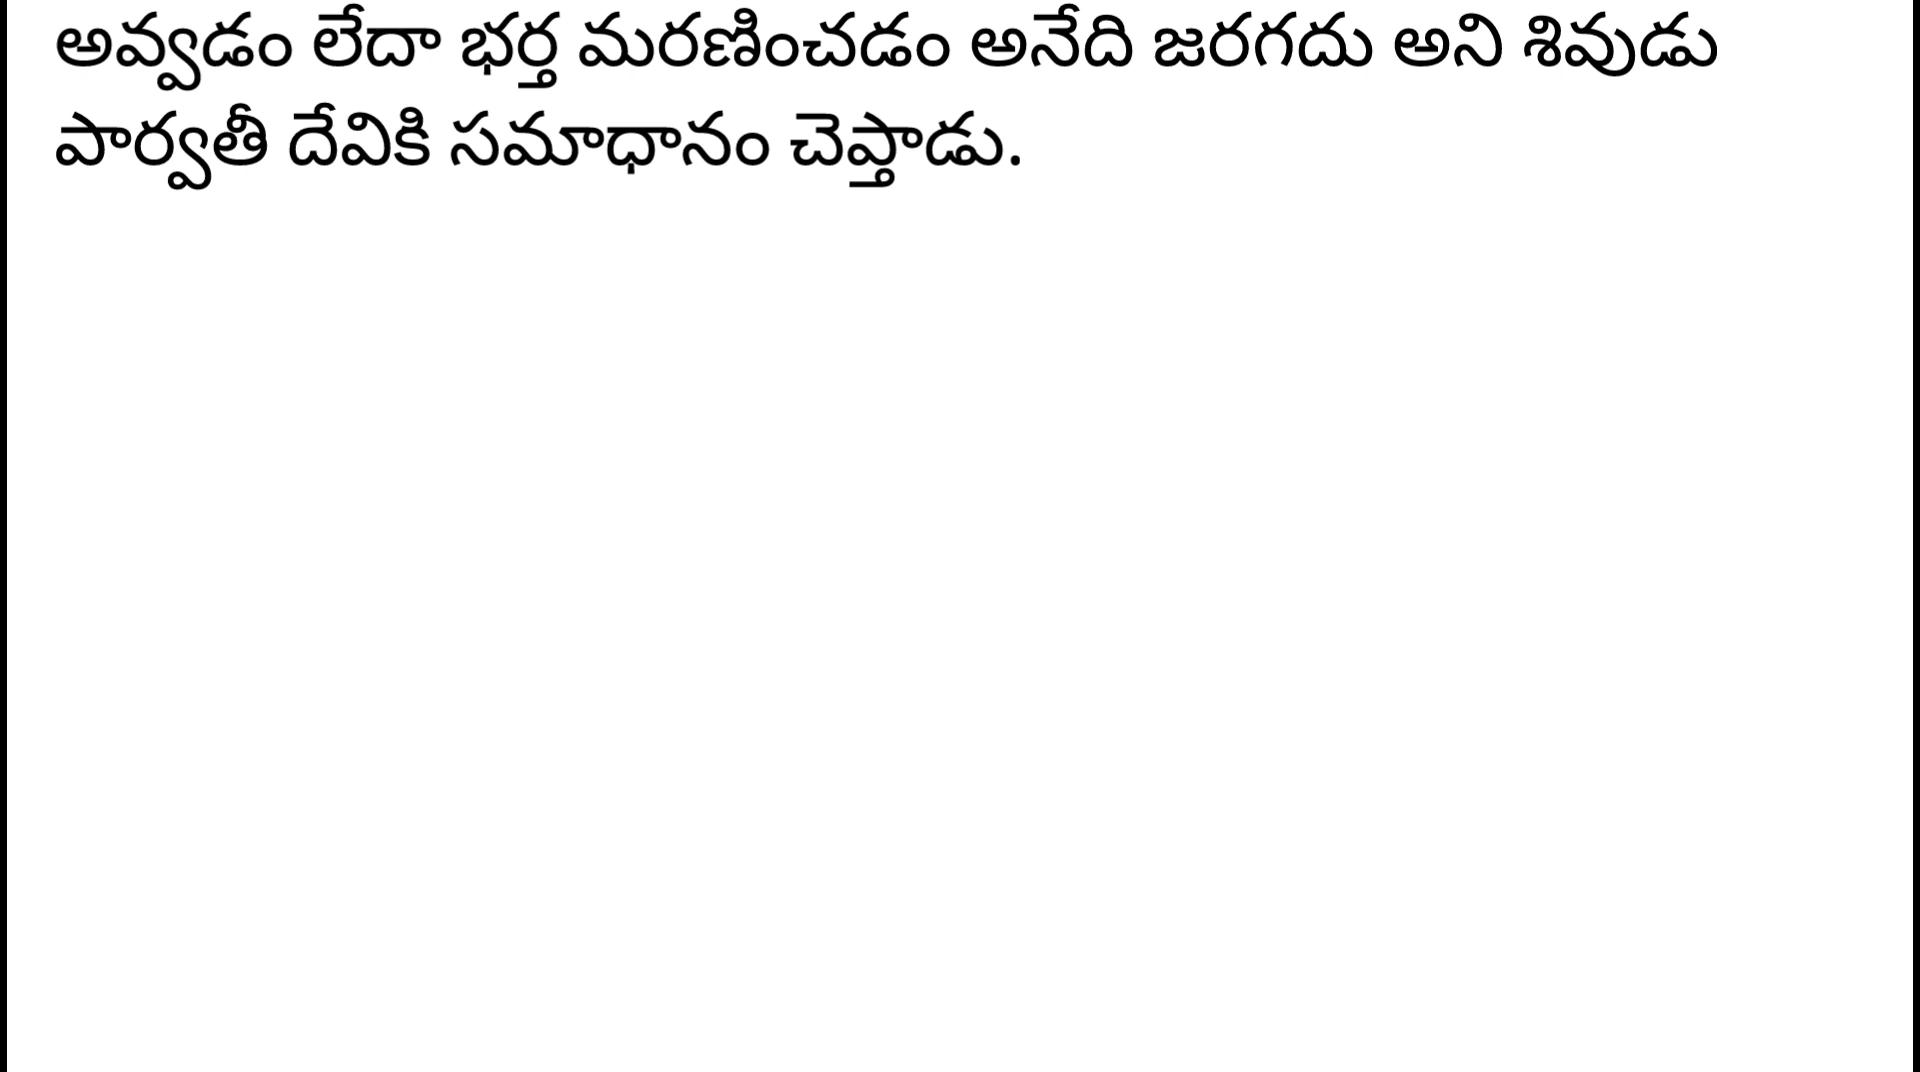 అవ్వడం లేదా భర్త మరణించడం అనేది జరగదు అని శివుడు
పార్వతీ దేవికి సమాధానం చెప్తాడు.